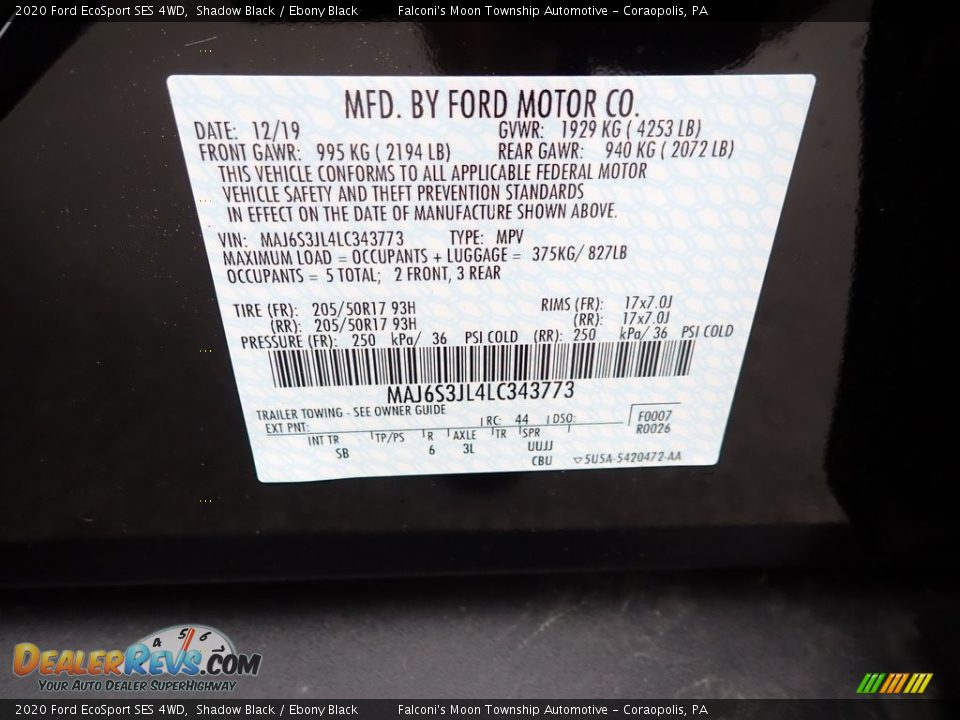 2020 Ford EcoSport SES 4WD, Shadow Black / Ebony Black Falconi's Moon Township Automotive - Coraopolis, PA
MFD. BY FORD MOTOR CO.
DATE: 12/19 GVWR: 1929 KG ( 4253 LB)
FRONT GAWR: 995 KG ( 2194 LB) REAR GAWR: 940 KG ( 2072 LB)
THIS VEHICLE CONFORMS TO ALL APPLICABLE FEDERAL MOTOR
VEHICLE SAFETY AND THEFT PREVENTION STANDARDS
IN EFFECT ON THE DATE OF MANUFACTURE SHOWN ABOVE.
VIN: MAJ6S3JL4LC343773 TYPE: MPV
MAXIMUM LOAD = OCCUPANTS + LUGGAGE = 375KG/ 827LB
OCCUPANTS = 5 TOTAL; 2 FRONT, 3 REAR
TIRE (FR): 205/50R17 93H RIMS (FR): 17x7.0J
(RR): 205/50R17 93H (RR): 17x7.0J
PRESSURE (FR): 250 kPa/ 36 PSI COLD (RR): 250 kPa/ 36 PSI COLD
MAJ6S3JL4LC343773
TRAILER TOWING - SEE OWNER GUIDE
EXT PNT: RC: 44 DSO: F0007
R0026
INT TR TP/PS R AXLE TR SPR
SB 6 3L UUJJ
CBU 5U5A-5420472-AA
4 5 6
DEALERREVS.COM
YOUR AUTO DEALER SUPERHIGHWAY
2020 Ford EcoSport SES 4WD, Shadow Black / Ebony Black Falconi's Moon Township Automotive - Coraopolis, PA